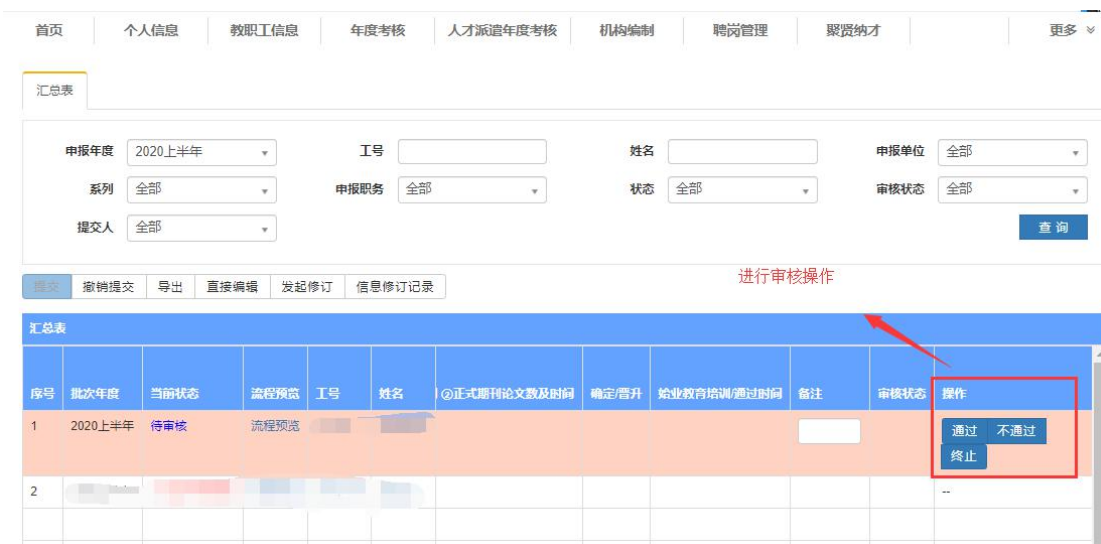 首页 个人信息 教职工信息 年度考核 人才派遣年度考核 机构编制 聘岗管理 聚贤纳才 更多
汇总表
申报年度 2020上半年 工号 姓名 申报单位 全部
系列 全部 申报职务 全部 状态 全部 审核状态 全部
提交人 全部 查询
提交 撤销提交 导出 直接编辑 发起修订 信息修订记录
进行审核操作
汇总表
序号 批次年度 当前状态 流程预览 工号 姓名 ②正式期刊论文数及时间 确定/晋升 始业教育培训/通过时间 备注 审核状态 操作
1 2020上半年 待审核 流程预览 通过 不通过
终止
2 --